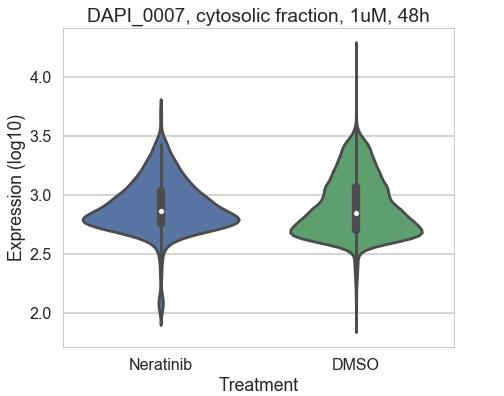 DAPI_0007, cytosolic fraction, 1uM, 48h
Expression (log10)
4.0
3.5
3.0
2.5
2.0
Neratinib DMSO
Treatment